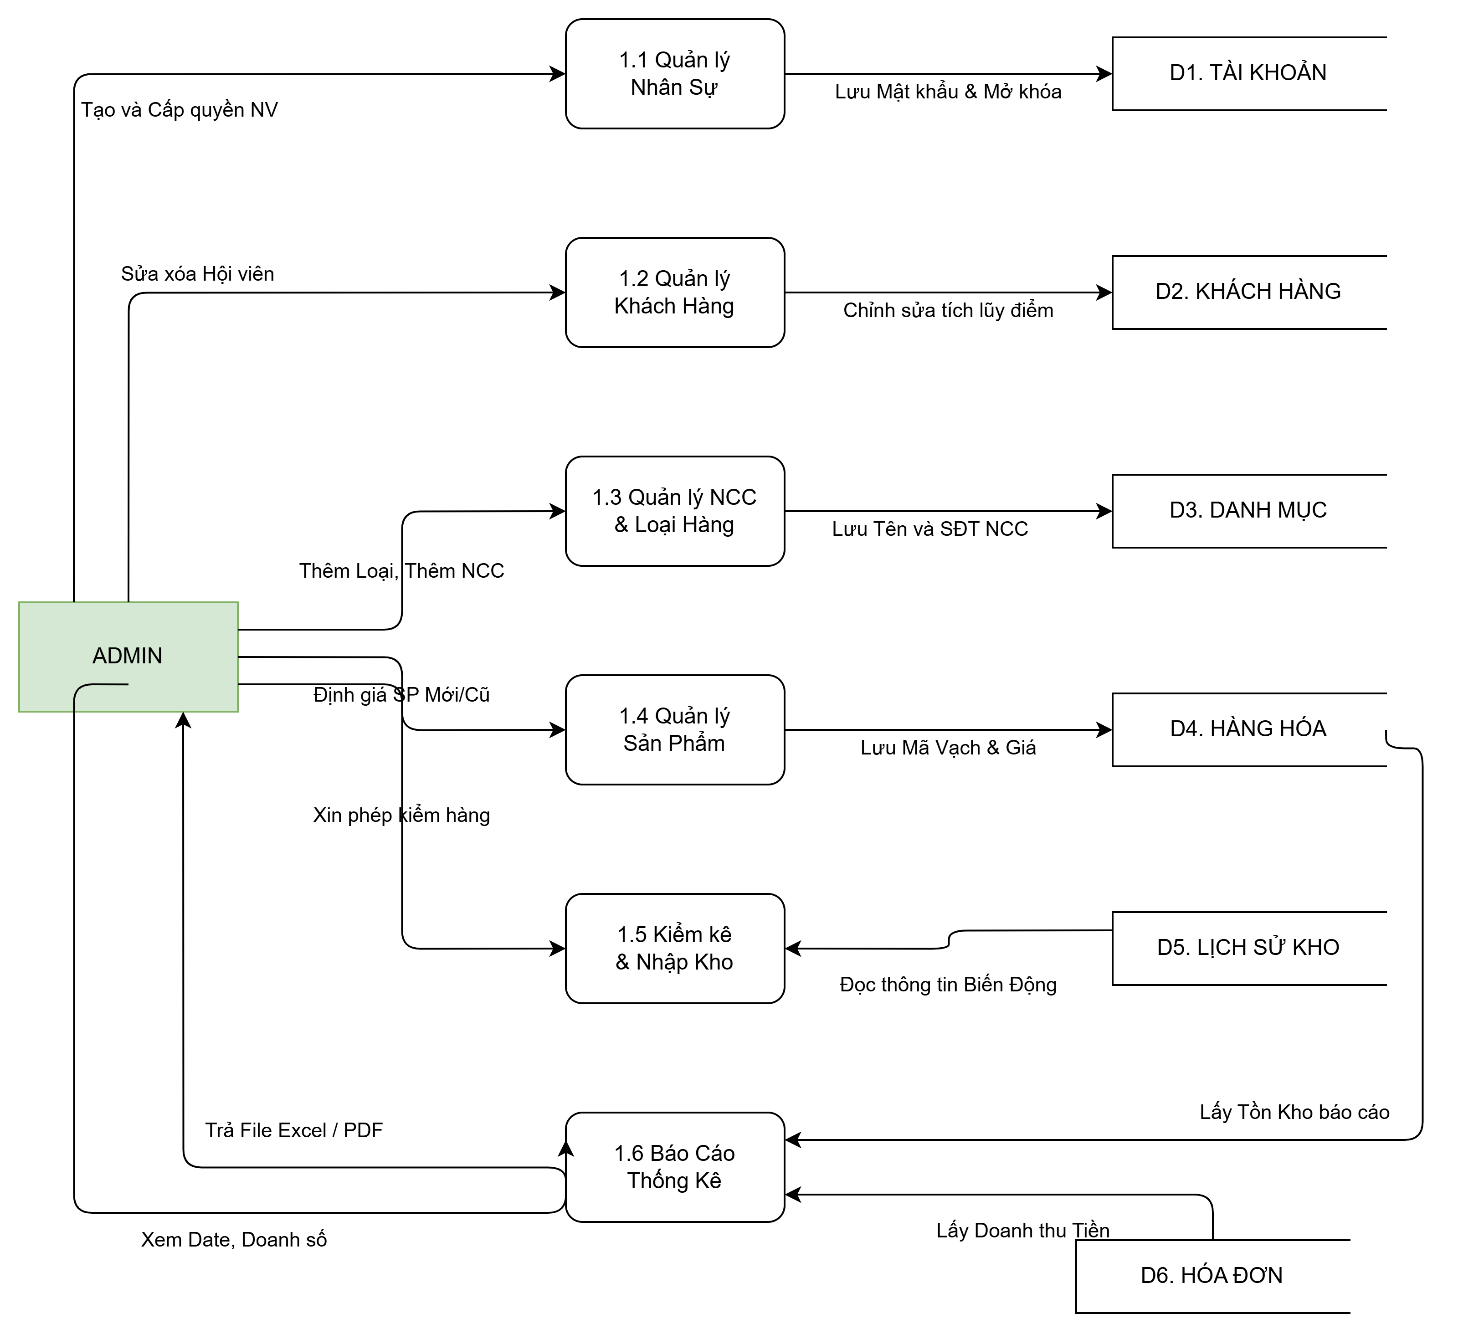 1.1 Quản lý
Nhân Sự
D1. TÀI KHOẢN
Lưu Mật khẩu & Mở khóa
Tạo và Cấp quyền NV
Sửa xóa Hội viên
1.2 Quản lý
Khách Hàng
D2. KHÁCH HÀNG
Chỉnh sửa tích lũy điểm
1.3 Quản lý NCC
& Loại Hàng
D3. DANH MỤC
Lưu Tên và SĐT NCC
Thêm Loại, Thêm NCC
ADMIN
Định giá SP Mới/Cũ
1.4 Quản lý
Sản Phẩm
D4. HÀNG HÓA
Lưu Mã Vạch & Giá
Xin phép kiểm hàng
1.5 Kiểm kê
& Nhập Kho
D5. LỊCH SỬ KHO
Đọc thông tin Biến Động
Lấy Tồn Kho báo cáo
Trả File Excel / PDF
1.6 Báo Cáo
Thống Kê
Xem Date, Doanh số
Lấy Doanh thu Tiền
D6. HÓA ĐƠN